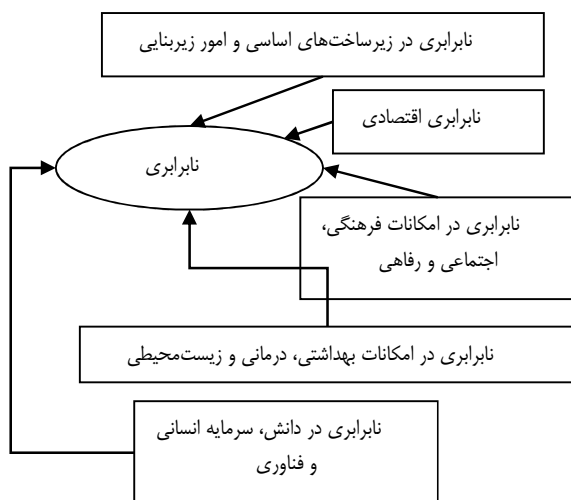 نابرابری در زیرساخت‌های اساسی و امور زیربنایی
نابرابری اقتصادی
نابرابری
نابرابری در امکانات فرهنگی،
اجتماعی و رفاهی
نابرابری در امکانات بهداشتی، درمانی و زیست‌محیطی
نابرابری در دانش، سرمایه انسانی
و فناوری